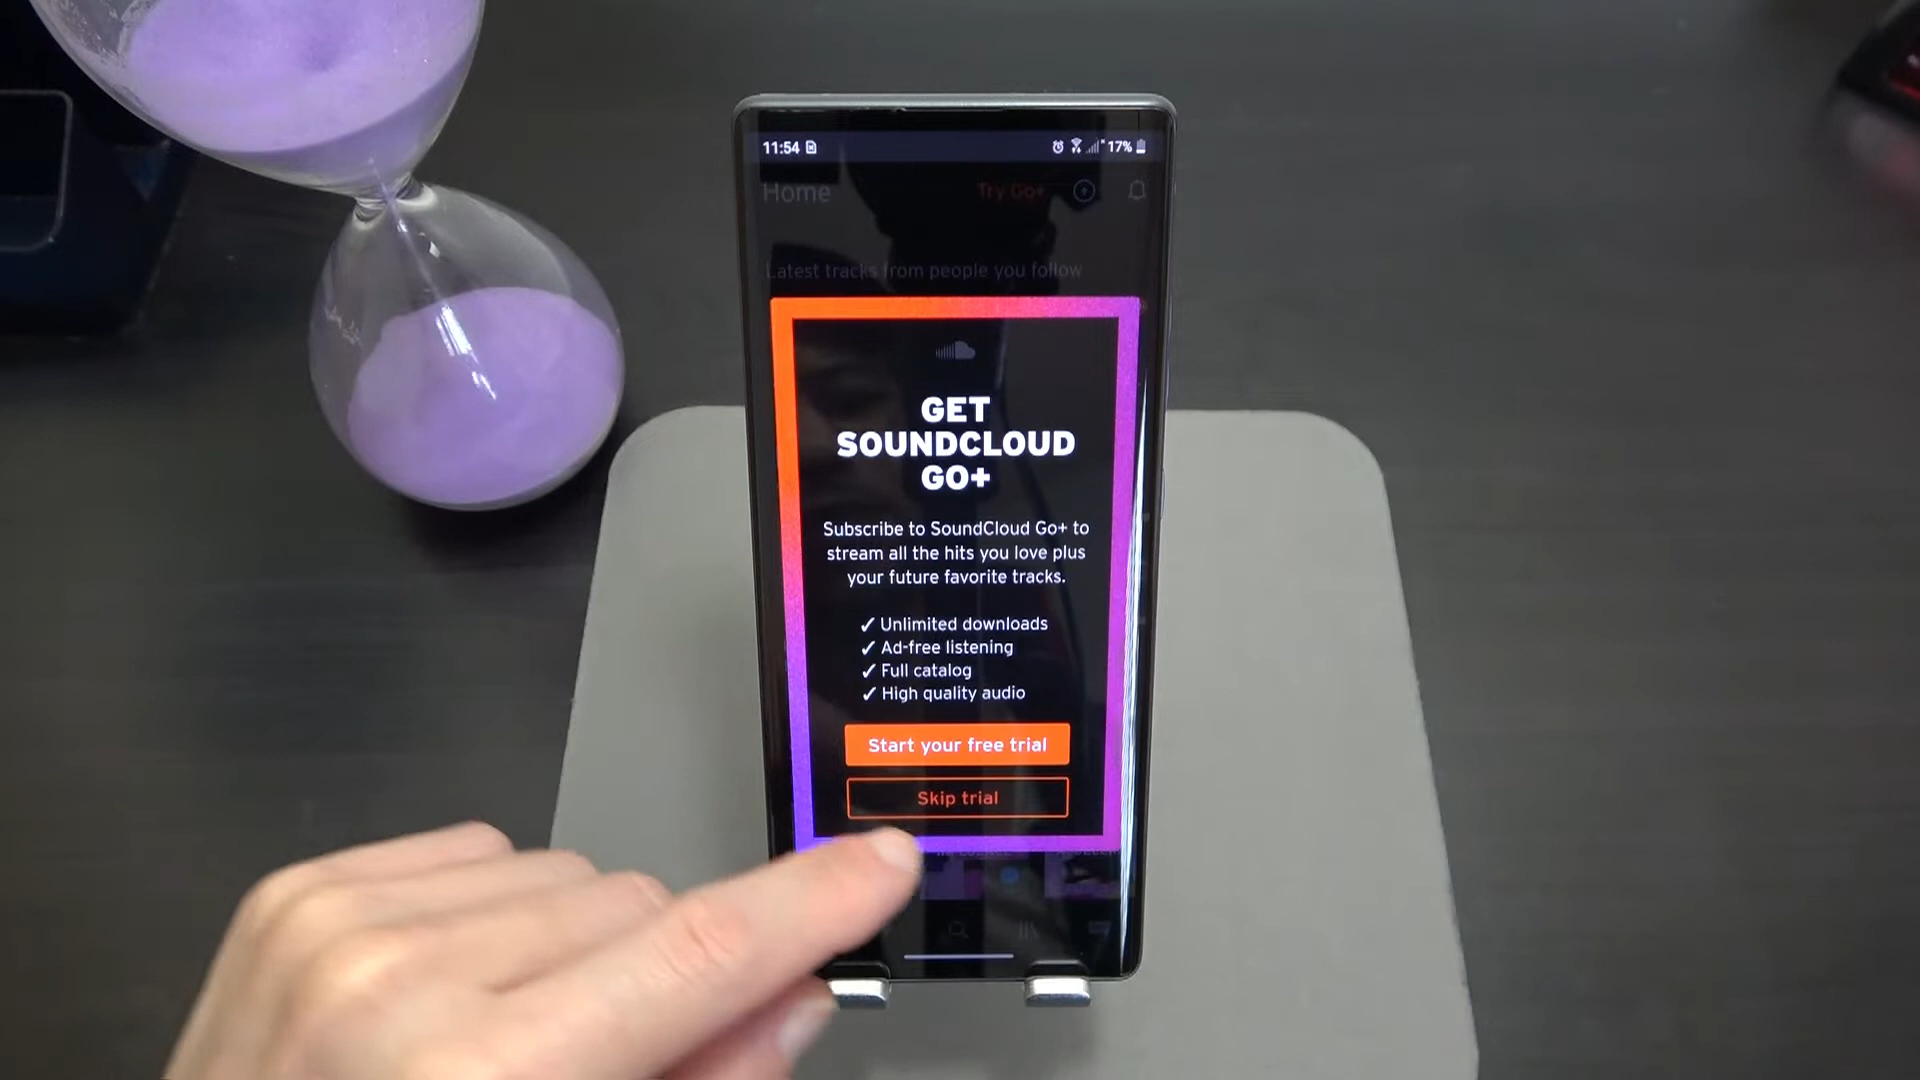 11:54
17%
Home
Try Go+
Latest tracks from people you follow
GET
SOUNDCLOUD
GO+
Subscribe to SoundCloud Go+ to
stream all the hits you love plus
your future favorite tracks.
✓ Unlimited downloads
✓ Ad-free listening
✓ Full catalog
✓ High quality audio
Start your free trial
Skip trial